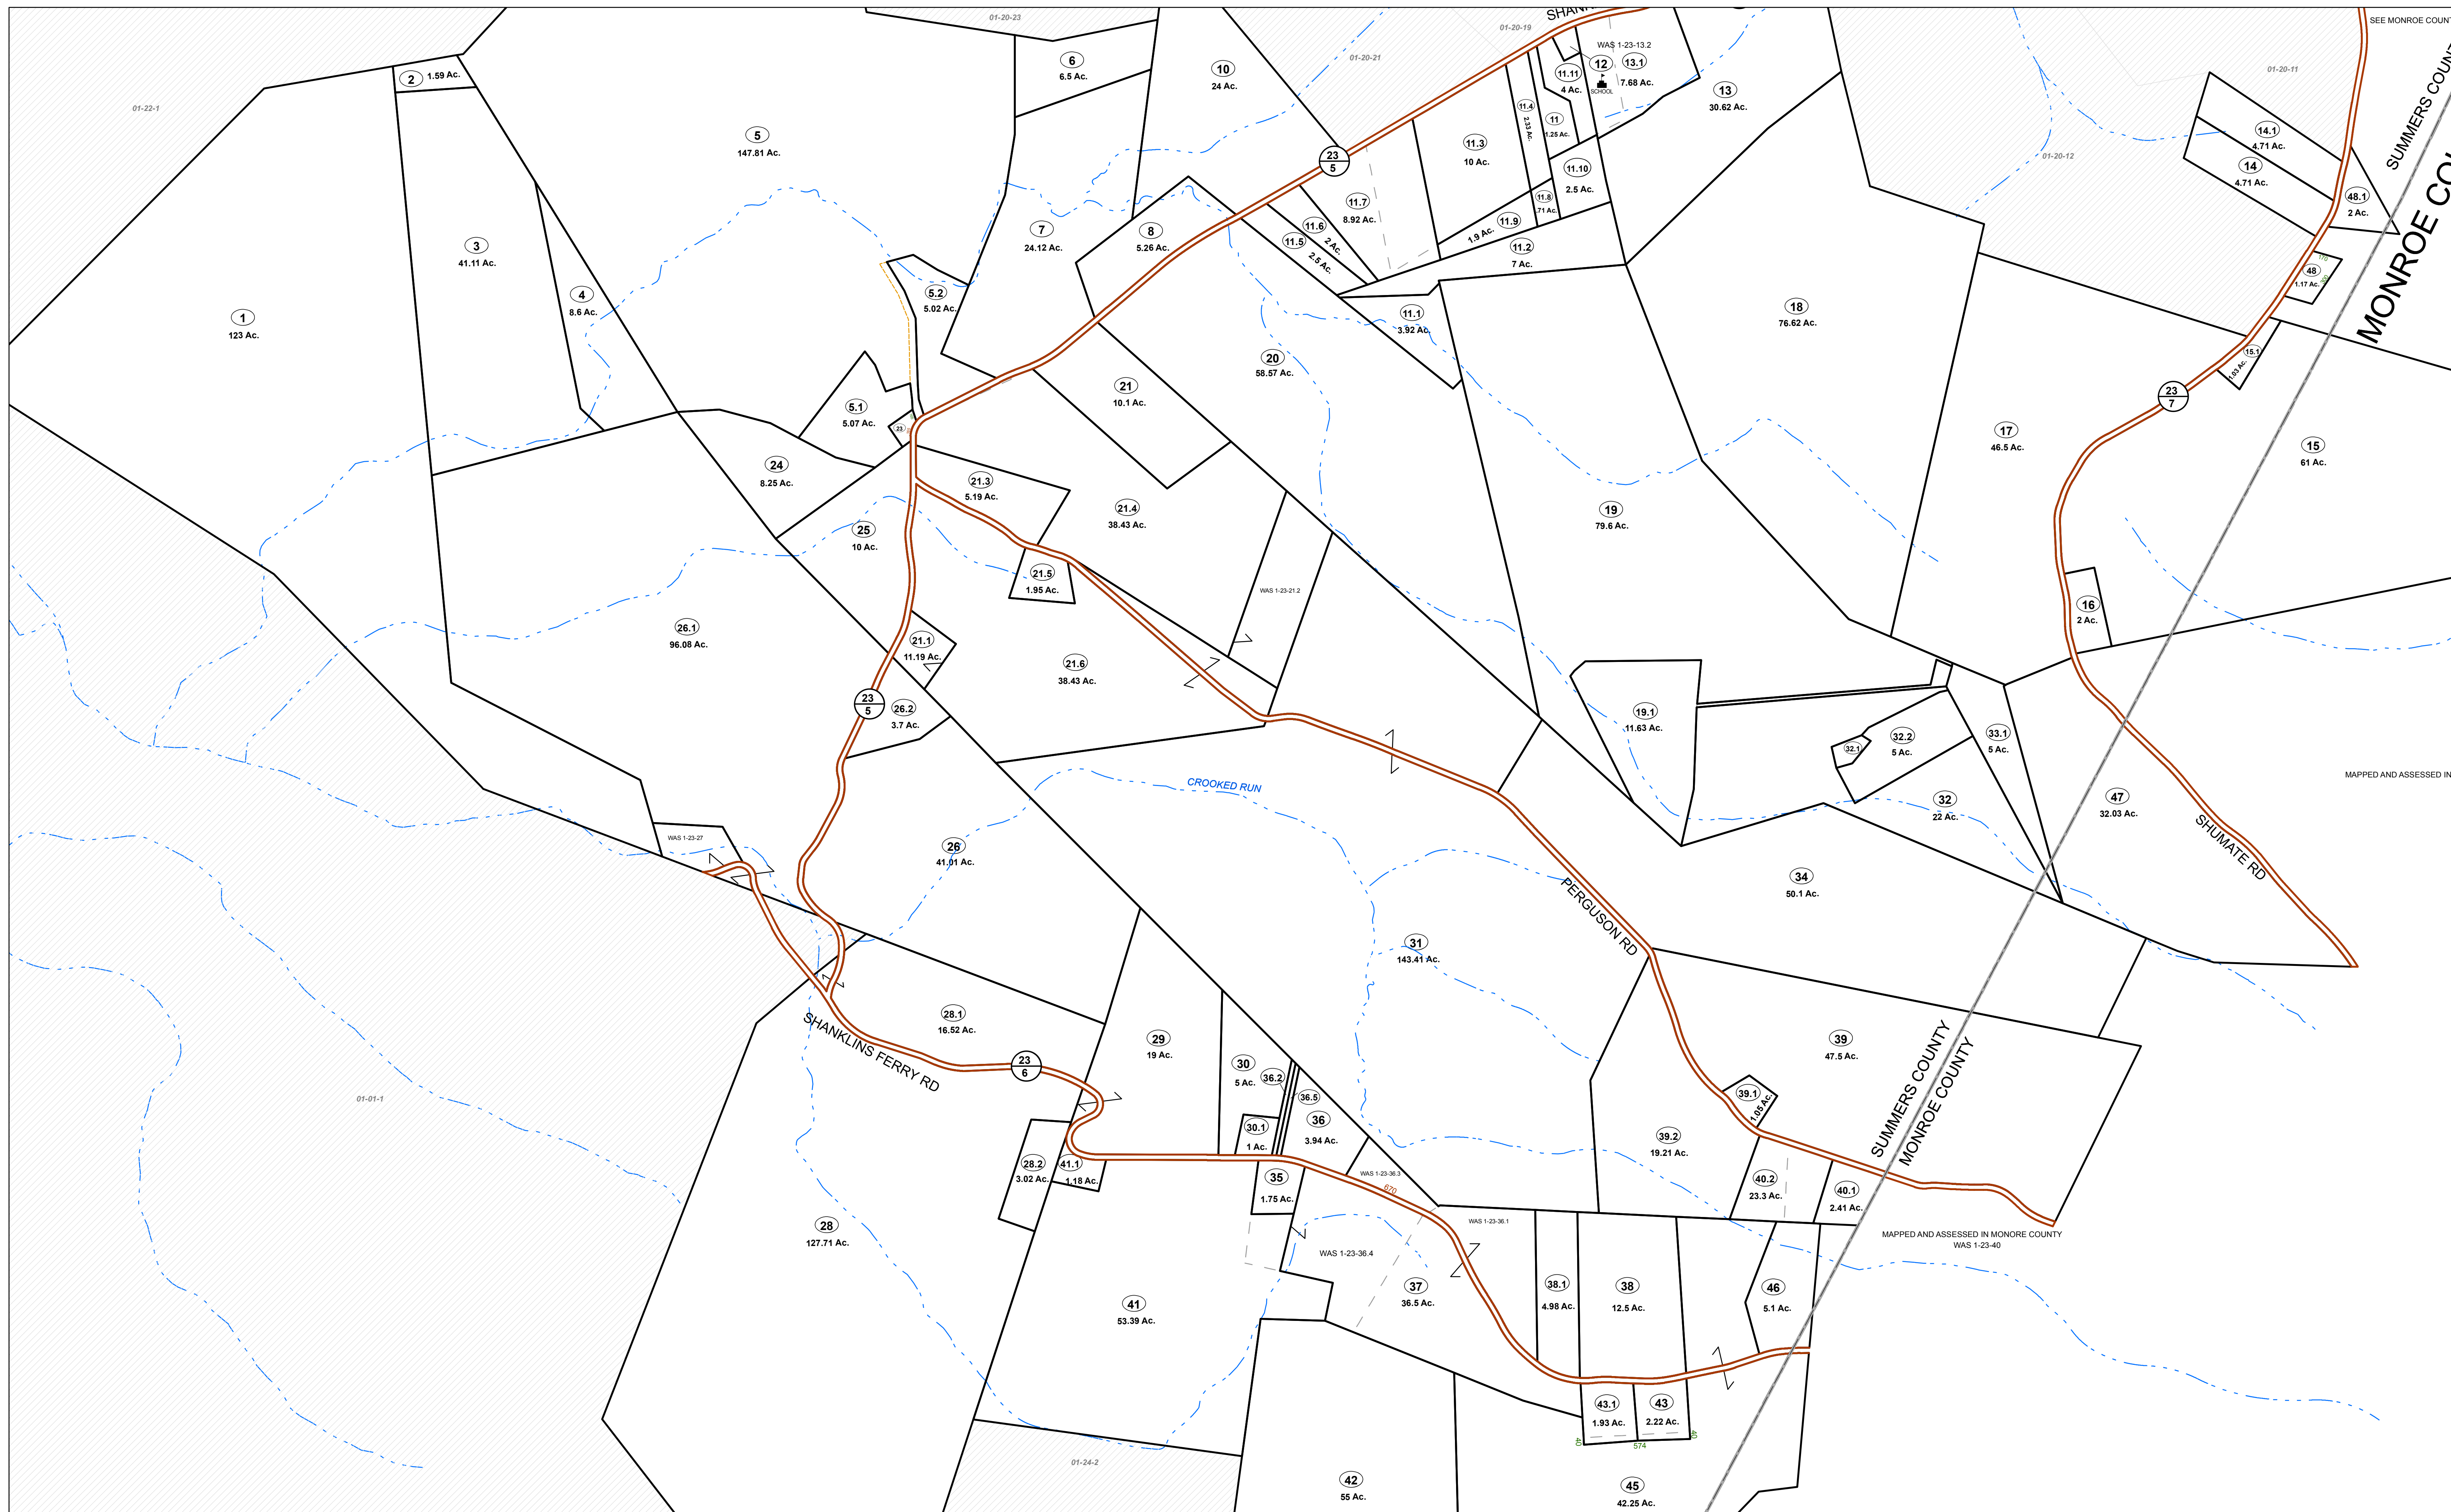 01-20-23
01-20-19
SEE MONROE COUN
01-22-1
2
1.59 Ac.
6
6.5 Ac.
10
24 Ac.
01-20-21
WAS 1-23-13.2
12
SCHOOL
13.1
7.68 Ac.
11.11
4 Ac.
13
30.62 Ac.
01-20-11
SUMMERS COUN
MONROE COU
5
147.81 Ac.
23
5
11.3
10 Ac.
11.4
2.33 Ac.
11
1.25 Ac.
11.10
2.5 Ac.
01-20-12
14.1
4.71 Ac.
14
4.71 Ac.
48.1
2 Ac.
3
41.11 Ac.
7
24.12 Ac.
8
5.26 Ac.
11.7
8.92 Ac.
11.6
2 Ac.
11.5
2.5 Ac.
11.8
.71 Ac.
11.9
1.9 Ac.
11.2
7 Ac.
48
1.17 Ac.
178
1
123 Ac.
4
8.6 Ac.
5.2
5.02 Ac.
11.1
3.92 Ac.
18
76.62 Ac.
20
58.57 Ac.
15.1
1.03 Ac.
23
7
21
10.1 Ac.
5.1
5.07 Ac.
23
17
46.5 Ac.
15
61 Ac.
24
8.25 Ac.
21.3
5.19 Ac.
21.4
38.43 Ac.
19
79.6 Ac.
25
10 Ac.
21.5
1.95 Ac.
WAS 1-23-21.2
16
2 Ac.
26.1
96.08 Ac.
21.1
11.19 Ac.
21.6
38.43 Ac.
23
5
26.2
3.7 Ac.
19.1
11.63 Ac.
32.1
32.2
5 Ac.
33.1
5 Ac.
MAPPED AND ASSESSED IN
CROOKED RUN
32
22 Ac.
47
32.03 Ac.
SHUMATE RD
WAS 1-23-27
26
41.01 Ac.
34
50.1 Ac.
PERGUSON RD
31
143.41 Ac.
28.1
16.52 Ac.
SHANKLINS FERRY RD
23
6
29
19 Ac.
30
5 Ac.
36.2
36.5
36
3.94 Ac.
39
47.5 Ac.
SUMMERS COUNTY
MONROE COUNTY
01-01-1
39.1
1.05 Ac.
30.1
1 Ac.
39.2
19.21 Ac.
28.2
3.02 Ac.
41.1
1.18 Ac.
35
1.75 Ac.
WAS 1-23-36.3
670
40.2
23.3 Ac.
40.1
2.41 Ac.
28
127.71 Ac.
WAS 1-23-36.1
WAS 1-23-36.4
MAPPED AND ASSESSED IN MONORE COUNTY
WAS 1-23-40
37
36.5 Ac.
38.1
4.98 Ac.
38
12.5 Ac.
46
5.1 Ac.
41
53.39 Ac.
43.1
1.93 Ac.
43
2.22 Ac.
40
574
40
01-24-2
42
55 Ac.
45
42.25 Ac.